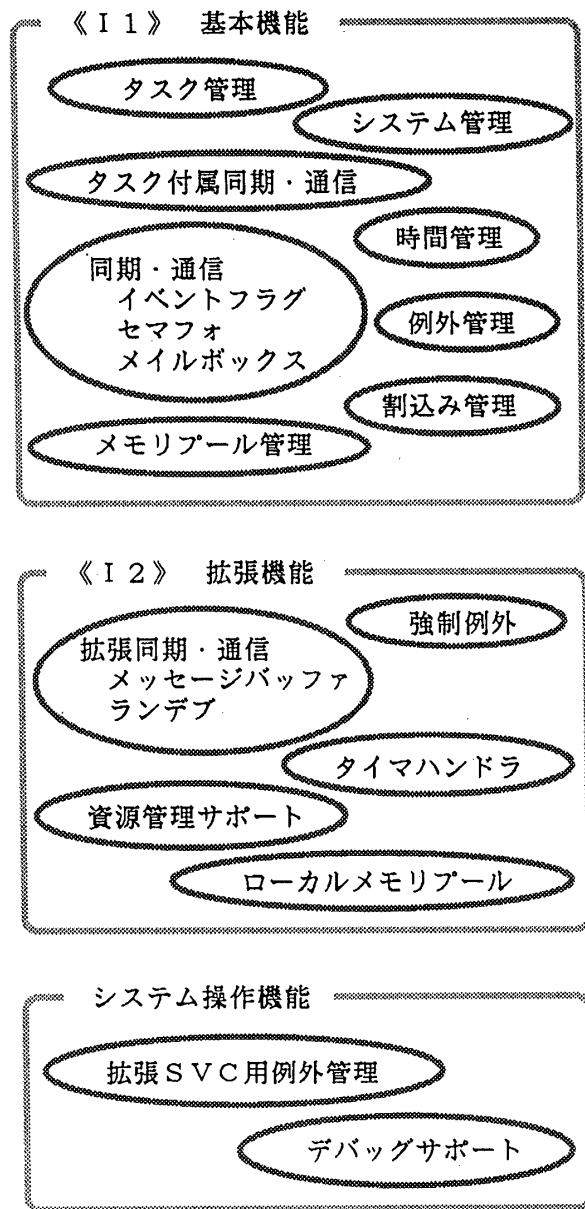 《I1》 基本機能
タスク管理
システム管理
タスク付属同期・通信
時間管理
同期・通信
イベントフラグ
セマフォ
メイルボックス
例外管理
割込み管理
メモリプール管理
《I2》 拡張機能
強制例外
拡張同期・通信
メッセージバッファ
ランデブ
タイマハンドラ
資源管理サポート
ローカルメモリプール
システム操作機能
拡張SVC用例外管理
デバッグサポート